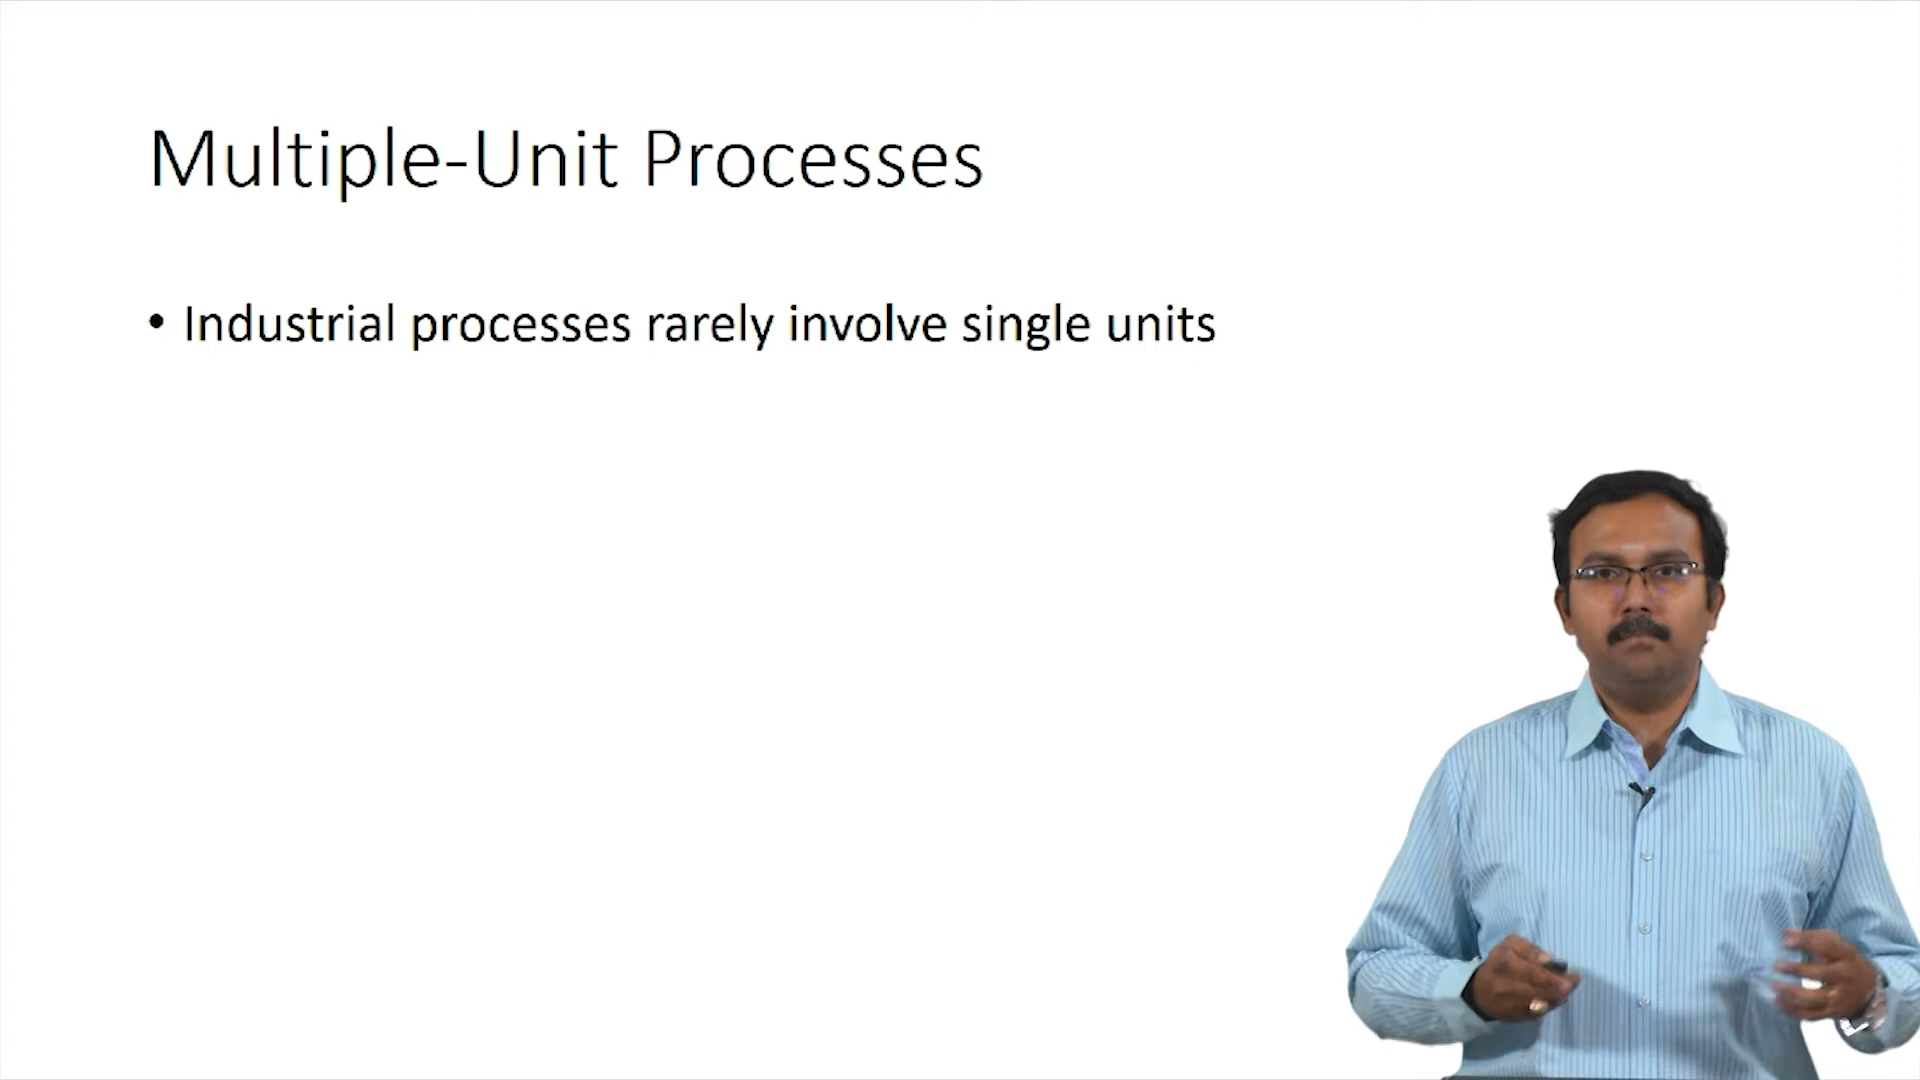 Multiple-Unit Processes
• Industrial processes rarely involve single units